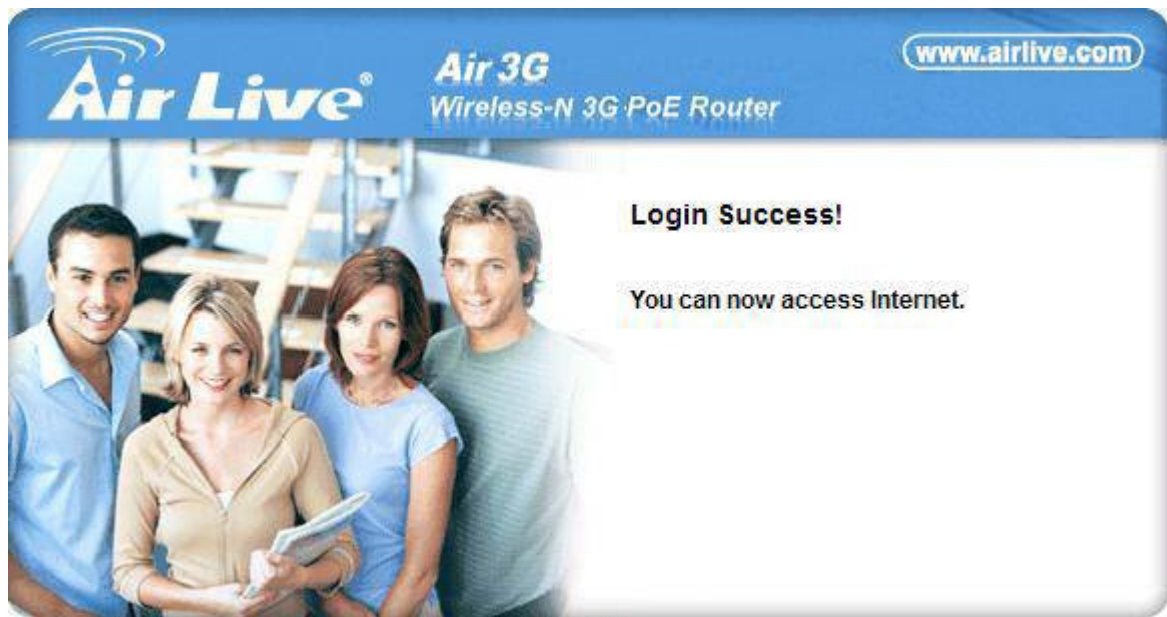 Air Live®
Air 3G
Wireless-N 3G PoE Router
www.airlive.com
Login Success!
You can now access Internet.